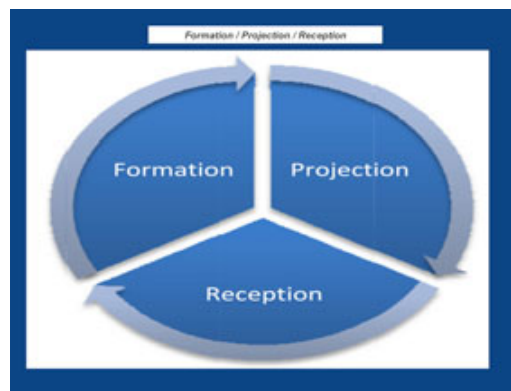 Formation / Projection / Reception
Formation
Projection
Reception